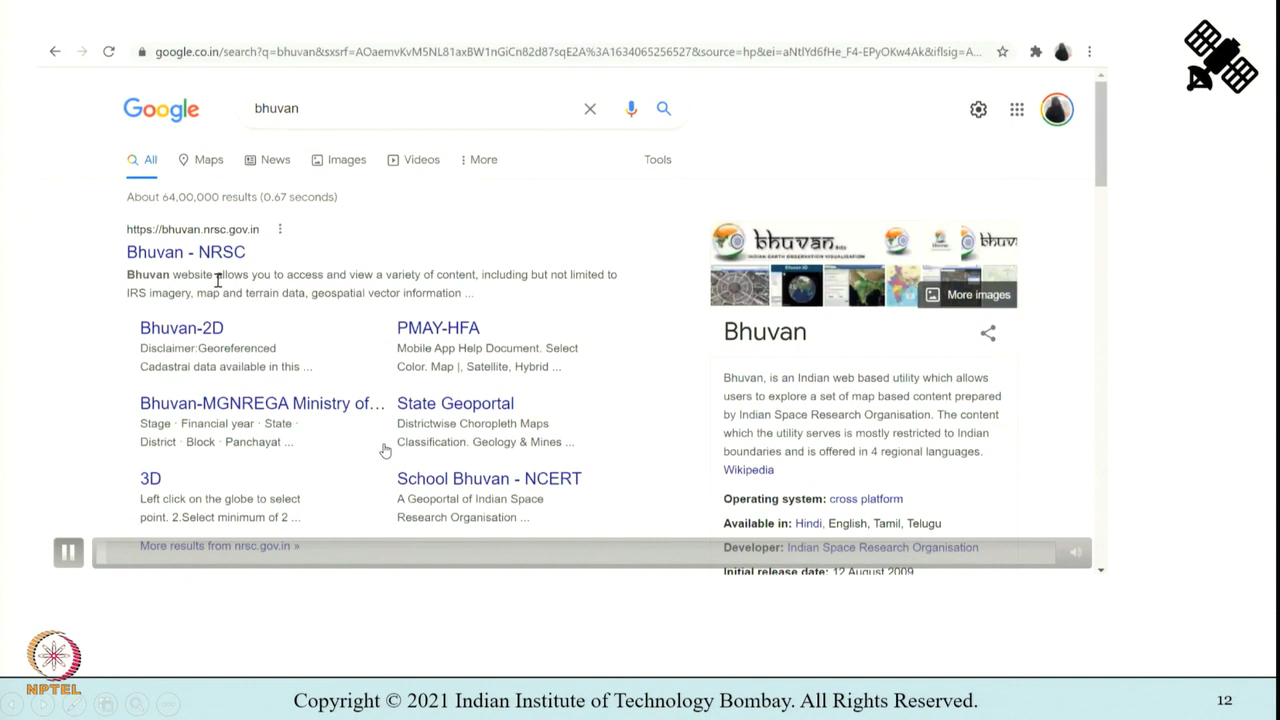 google.co.in/search?q=bhuvan&sxsrf=AOaemvKvM5NL81axBW1nGiCn82d87sqE2A%3A1634065256527&source=hp&ei=aNtlYd6fHe_F4-EPyOKw4Ak&iflsig=A...
Google
bhuvan
All
Maps
News
Images
Videos
More
Tools
About 64,00,000 results (0.67 seconds)
https://bhuvan.nrsc.gov.in
Bhuvan - NRSC
Bhuvan website allows you to access and view a variety of content, including but not limited to
IRS imagery, map and terrain data, geospatial vector information ...
Bhuvan-2D
Disclaimer:Georeferenced
Cadastral data available in this ...
PMAY-HFA
Mobile App Help Document. Select
Color. Map |, Satellite, Hybrid ...
Bhuvan-MGNREGA Ministry of...
Stage · Financial year · State ·
District · Block · Panchayat ...
State Geoportal
Districtwise Choropleth Maps
Classification. Geology & Mines ...
3D
Left click on the globe to select
point. 2.Select minimum of 2 ...
School Bhuvan - NCERT
A Geoportal of Indian Space
Research Organisation ...
More results from nrsc.gov.in »
bhuvan
INDIAN EARTH OBSERVATION VISUALISATION
bhuv
More images
Bhuvan
Bhuvan, is an Indian web based utility which allows
users to explore a set of map based content prepared
by Indian Space Research Organisation. The content
which the utility serves is mostly restricted to Indian
boundaries and is offered in 4 regional languages.
Wikipedia
Operating system: cross platform
Available in: Hindi, English, Tamil, Telugu
Developer: Indian Space Research Organisation
Initial release date: 12 August 2009
NPTEL
Copyright © 2021 Indian Institute of Technology Bombay. All Rights Reserved.
12